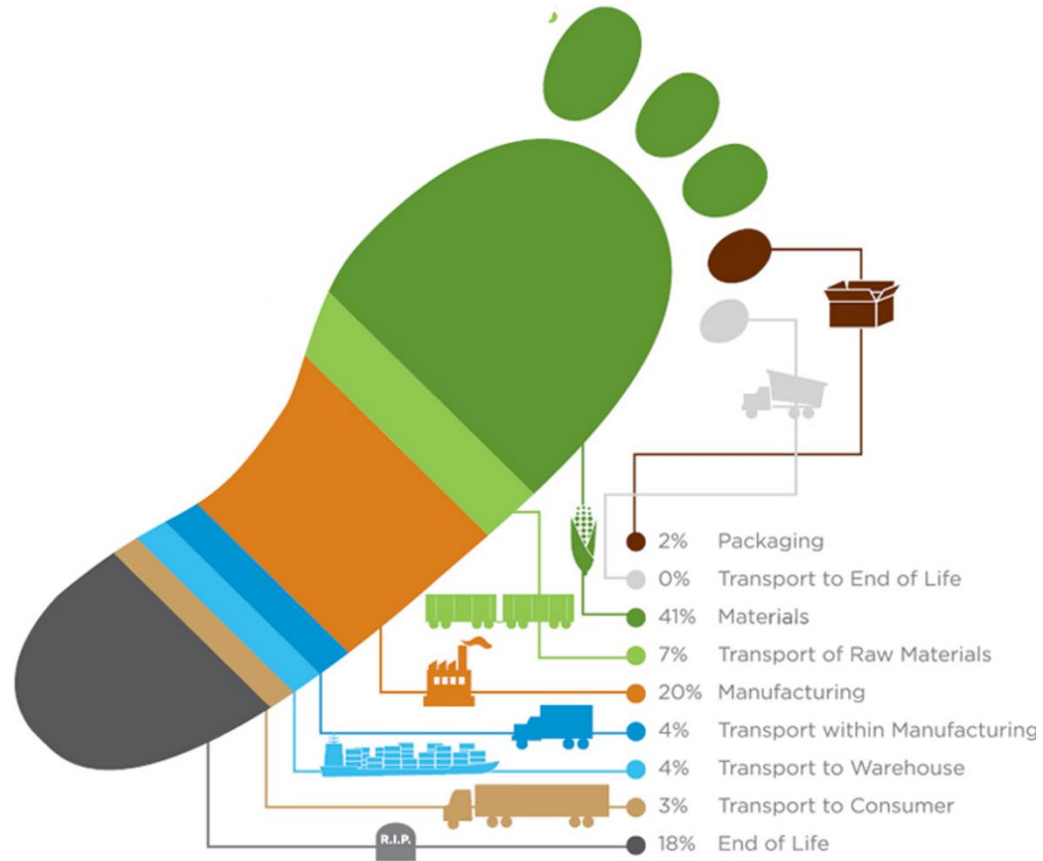 2% Packaging
0% Transport to End of Life
41% Materials
7% Transport of Raw Materials
20% Manufacturing
4% Transport within Manufacturing
4% Transport to Warehouse
3% Transport to Consumer
R.I.P.
18% End of Life